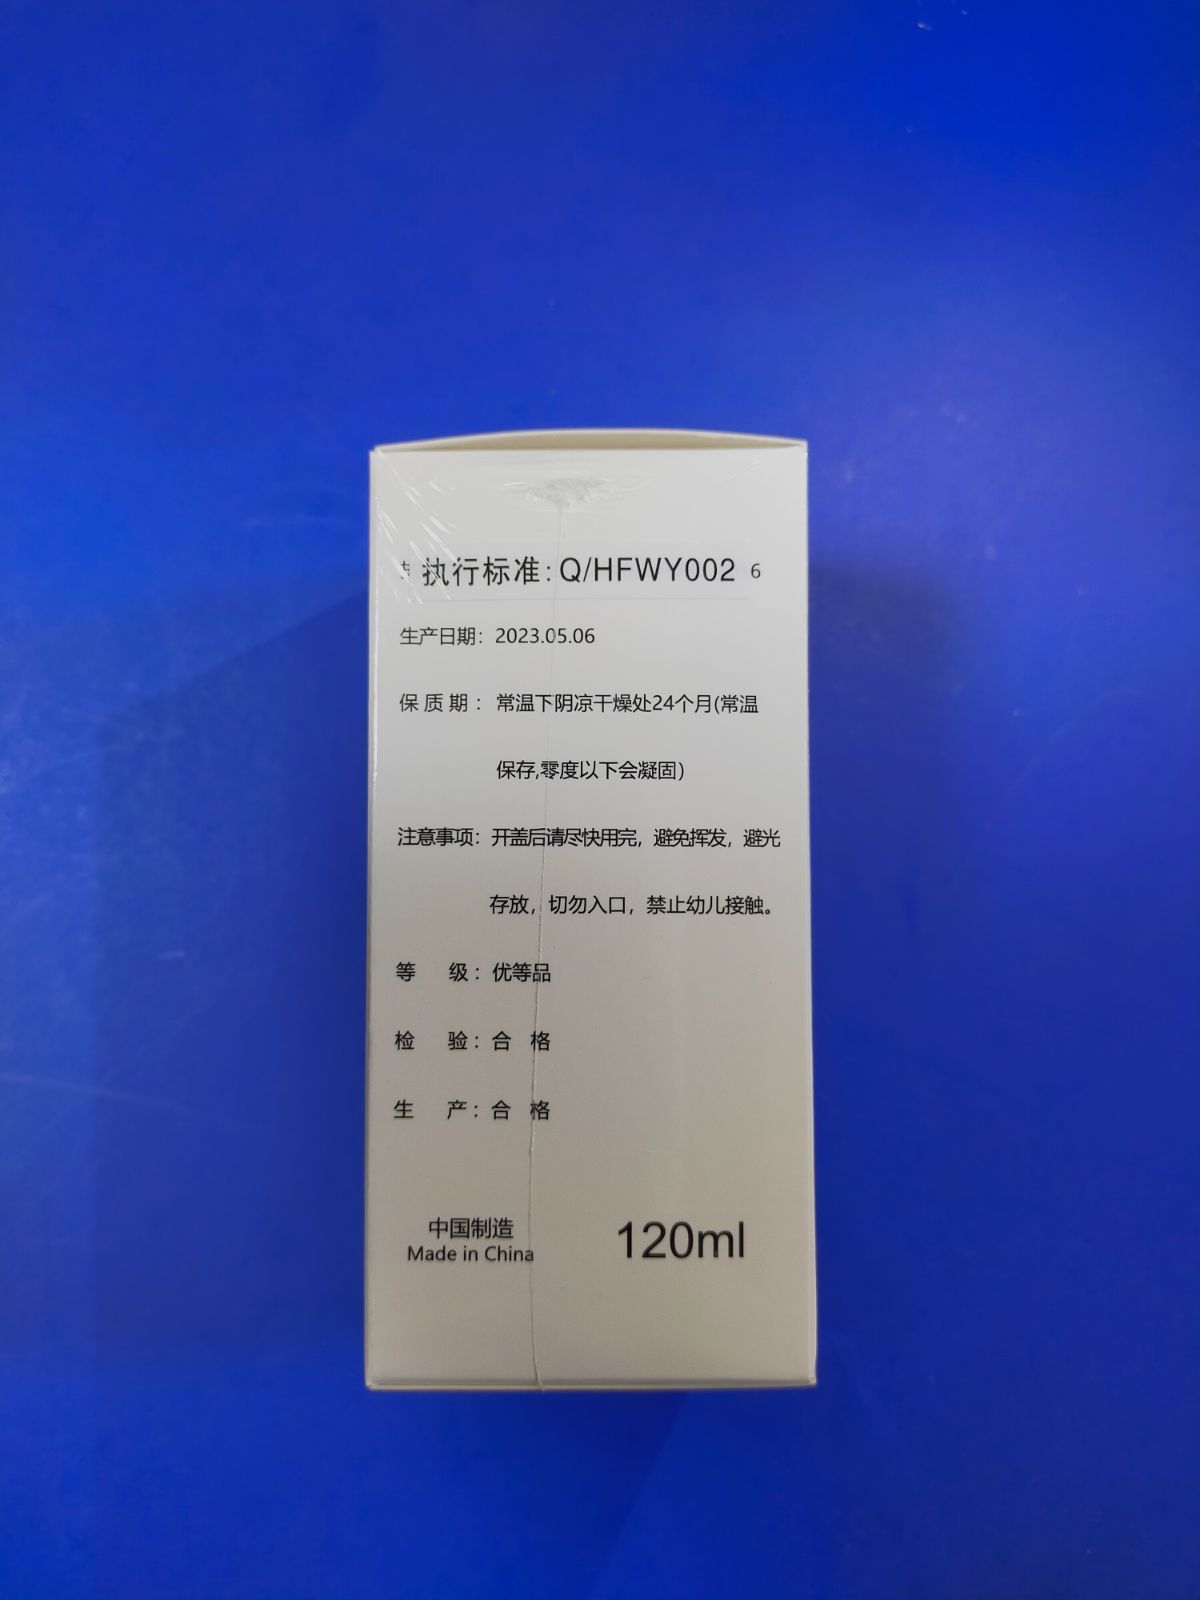 执行标准：Q/HFWY002 6
生产日期：2023.05.06
保质期：常温下阴凉干燥处24个月(常温
保存,零度以下会凝固)
注意事项：开盖后请尽快用完，避免挥发，避光
存放，切勿入口，禁止幼儿接触。
等 级：优等品
检 验：合 格
生 产：合 格
中国制造
Made in China
120ml